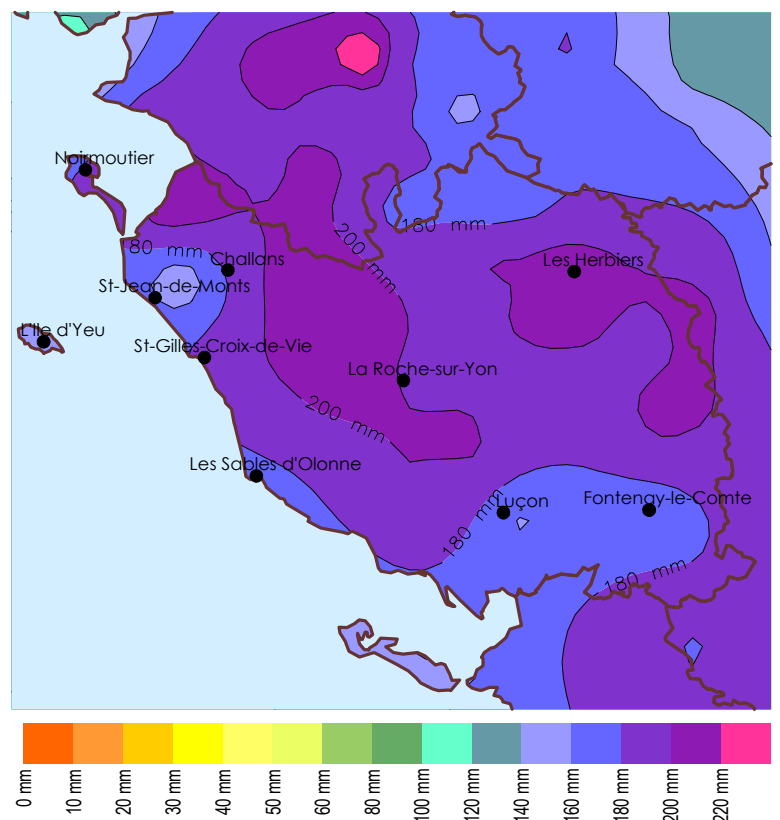 Noirmoutier
180 mm
200 mm
80 mm
Challans
Les Herbiers
St-Jean-de-Monts
L'Ile d'Yeu
St-Gilles-Croix-de-Vie
La Roche-sur-Yon
200 mm
Les Sables d'Olonne
180 mm
Luçon
Fontenay-le-Comte
180 mm
0 mm
10 mm
20 mm
30 mm
40 mm
50 mm
60 mm
80 mm
100 mm
120 mm
140 mm
160 mm
180 mm
200 mm
220 mm